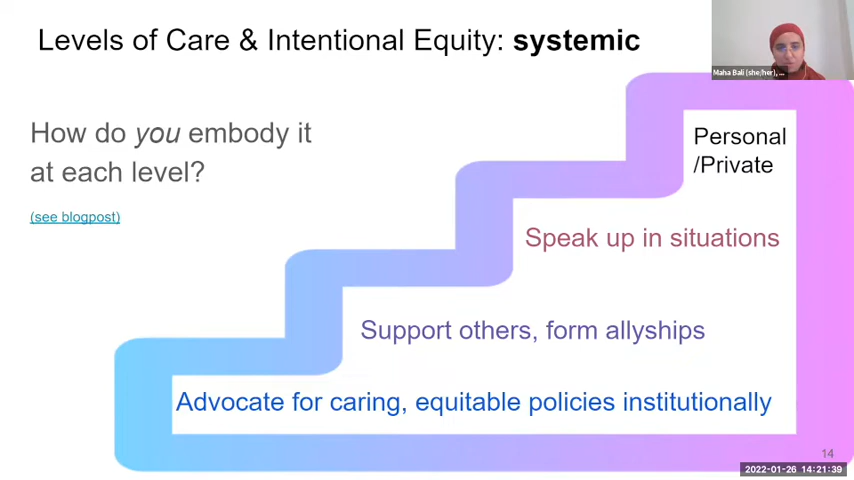 Levels of Care & Intentional Equity: systemic
Maha Bali (she/her), ...
How do you embody it
at each level?
(see blogpost)
Personal
/Private
Speak up in situations
Support others, form allyships
Advocate for caring, equitable policies institutionally
14
2022-01-26 14:21:39